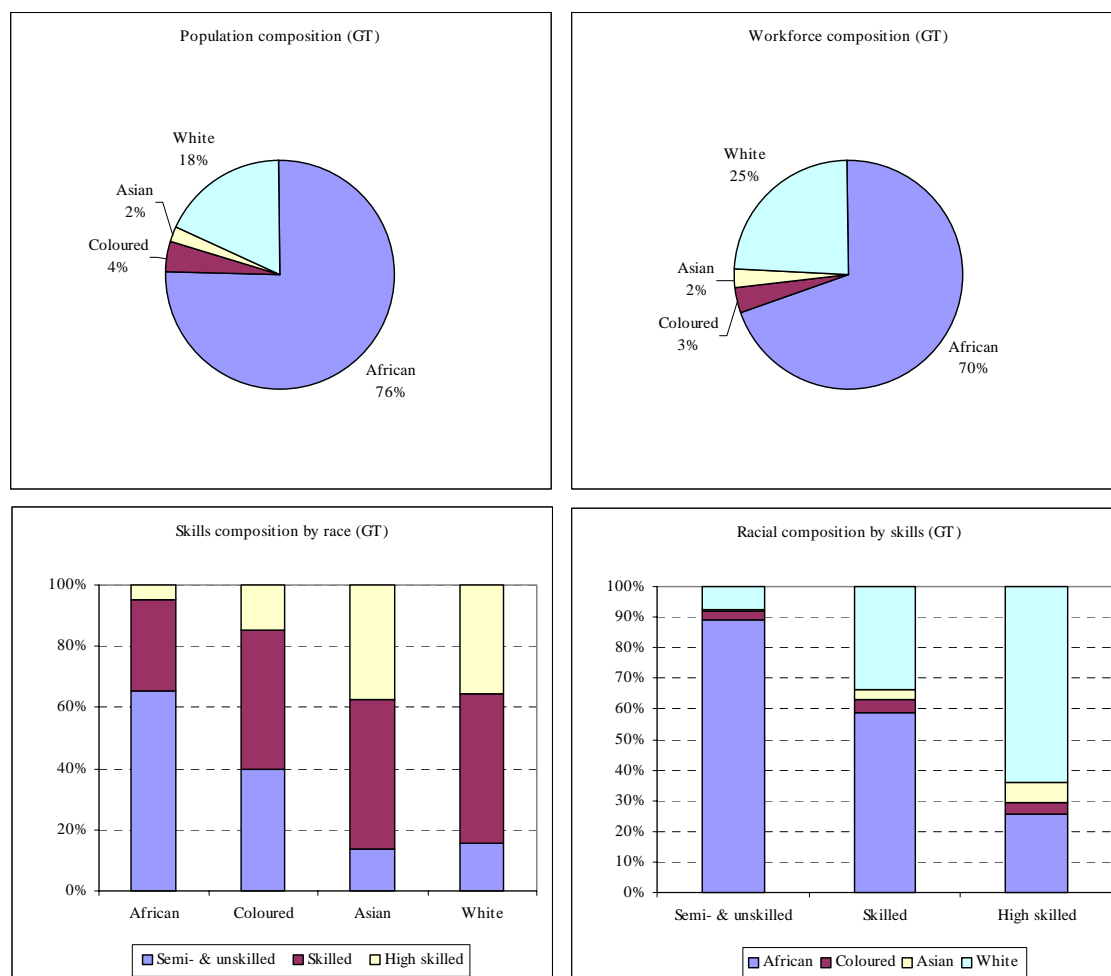 Population composition (GT)
White
18%
Asian
2%
Coloured
4%
African
76%
Workforce composition (GT)
White
25%
Asian
2%
Coloured
3%
African
70%
Skills composition by race (GT)
100%
80%
60%
40%
20%
0%
African Coloured Asian White
Semi- & unskilled Skilled High skilled
Racial composition by skills (GT)
100%
90%
80%
70%
60%
50%
40%
30%
20%
10%
0%
Semi- & unskilled Skilled High skilled
African Coloured Asian White